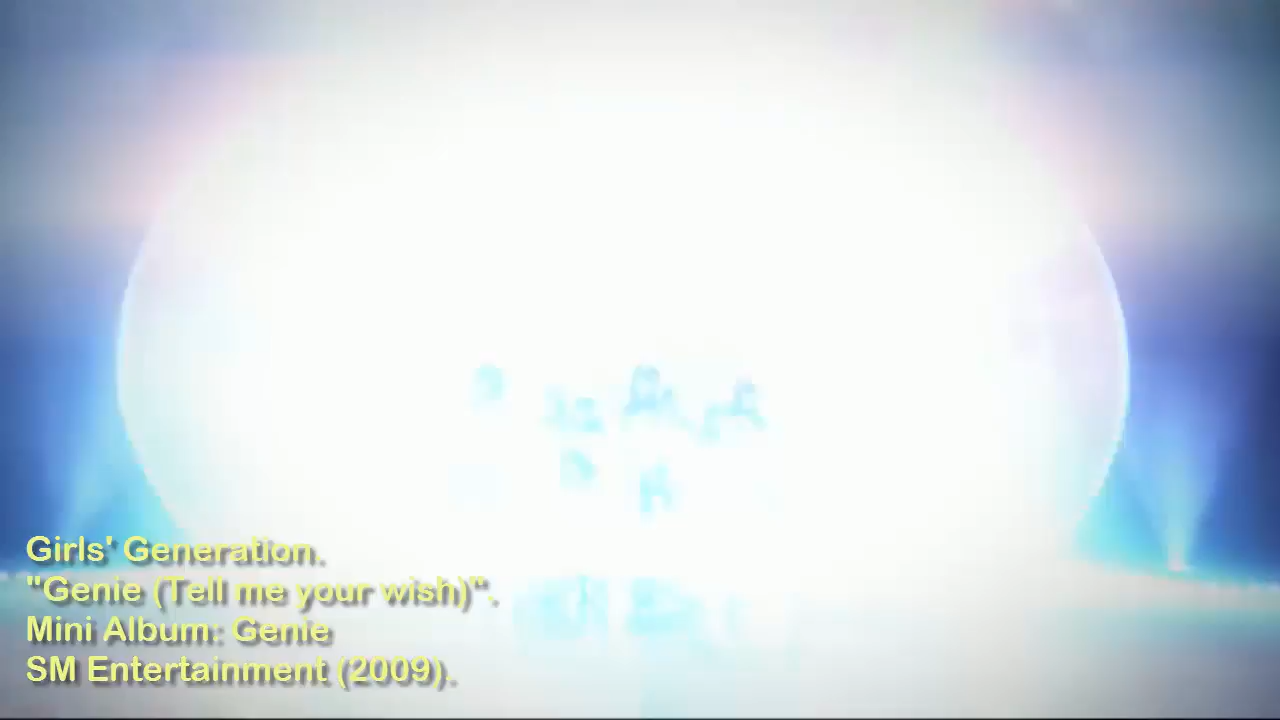 Girls' Generation.
"Genie (Tell me your wish)".
Mini Album: Genie
SM Entertainment (2009).